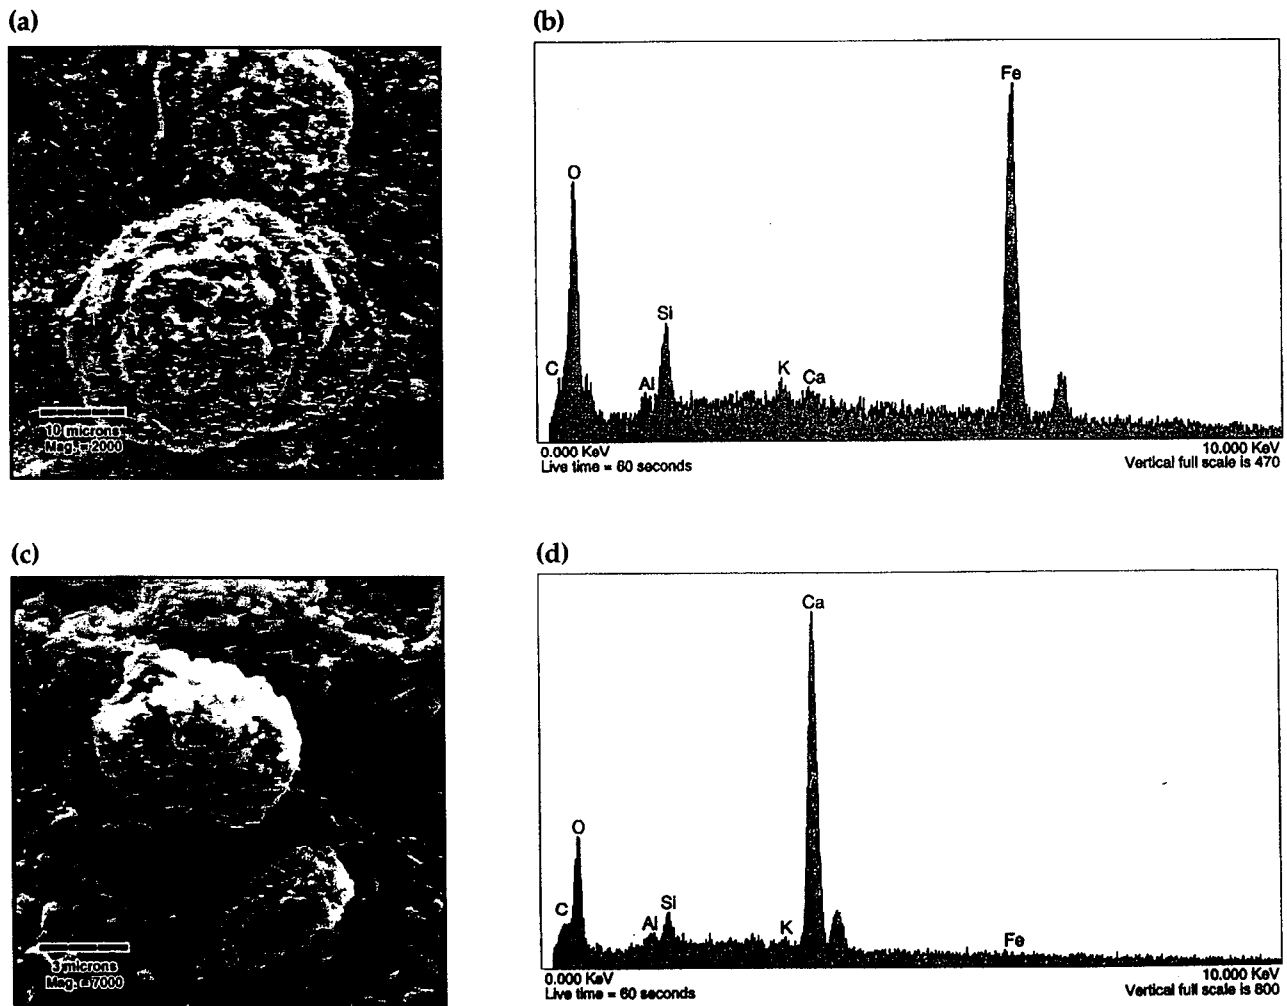 (a)
10 microns
Mag. = 2000
(b)
Fe
O
Si
C
Al
K
Ca
0.000 KeV
10.000 KeV
Live time = 60 seconds
Vertical full scale is 470
(c)
3 microns
Mag. = 7000
(d)
Ca
O
C
Al
Si
K
Fe
0.000 KeV
10.000 KeV
Live time = 60 seconds
Vertical full scale is 800